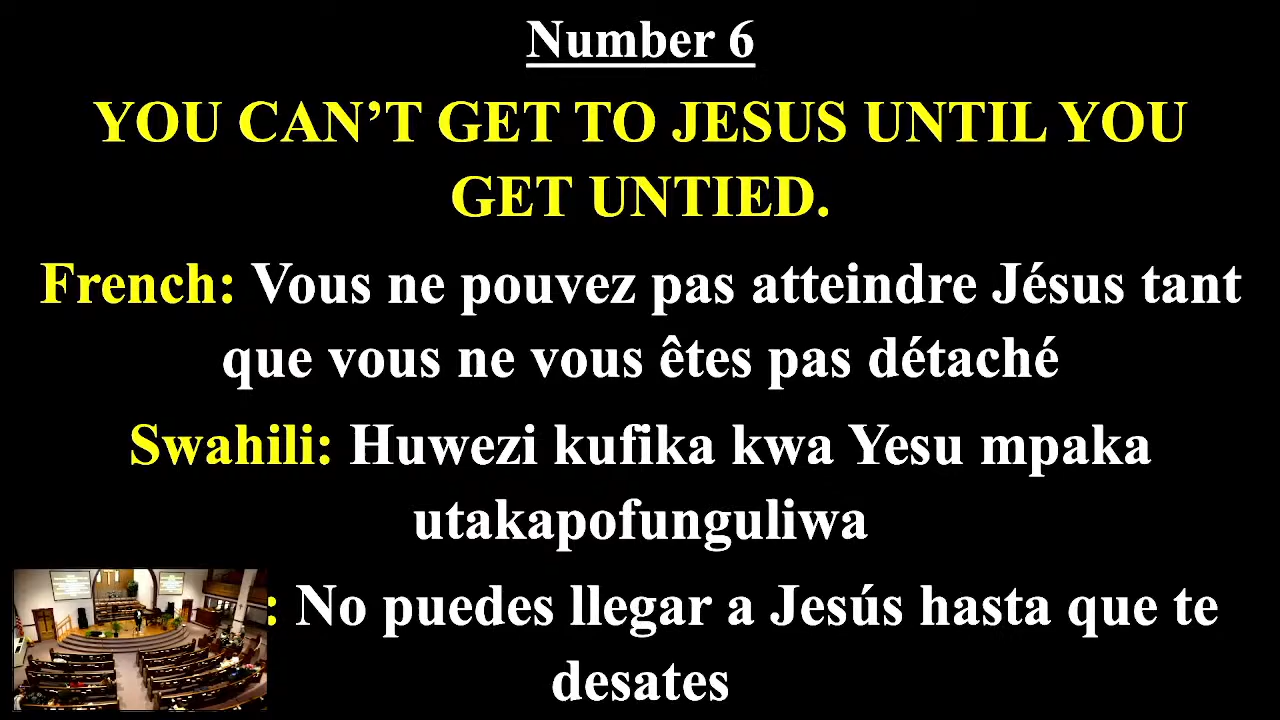 Number 6
YOU CAN’T GET TO JESUS UNTIL YOU
GET UNTIED.
French: Vous ne pouvez pas atteindre Jésus tant
que vous ne vous êtes pas détaché
Swahili: Huwezi kufika kwa Yesu mpaka
utakapofunguliwa
: No puedes llegar a Jesús hasta que te
desates